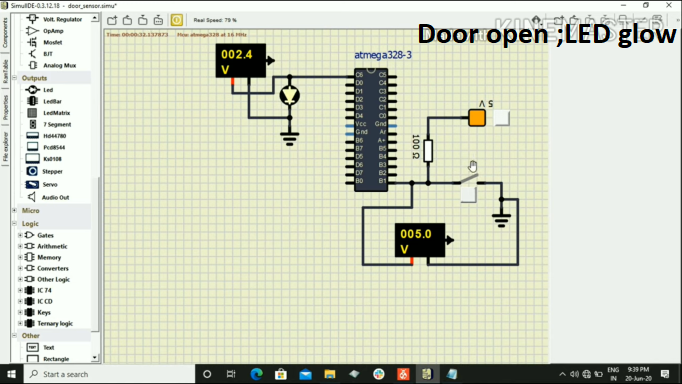 SimulIDE-0.3.12.18 - door_sensor.simu*
Real Speed: 79 %
Door open ;LED glow
Time: 00:00:32.137873
Mcu: atmega328 at 16 MHz
Components
RamTable
Properties
File explorer
Volt. Regulator
OpAmp
Mosfet
BJT
Analog Mux
Outputs
Led
LedBar
LedMatrix
7 Segment
Hd44780
Pcd8544
Ks0108
Stepper
Servo
Audio Out
Micro
Logic
Gates
Arithmetic
Memory
Converters
Other Logic
IC 74
IC CD
Keys
Ternary logic
Other
Text
Rectangle
002.4
V
atmega328-3
C6
D0
D1
D2
D3
D4
Vcc
Gnd
B6
B7
D5
D6
D7
B0
C5
C4
C3
C2
C1
C0
Gnd
Ar
A+
B5
B4
B3
B2
B1
100 Ω
5 V
005.0
V
Type here to search
ENG
IN
9:39 PM
20-Jun-20